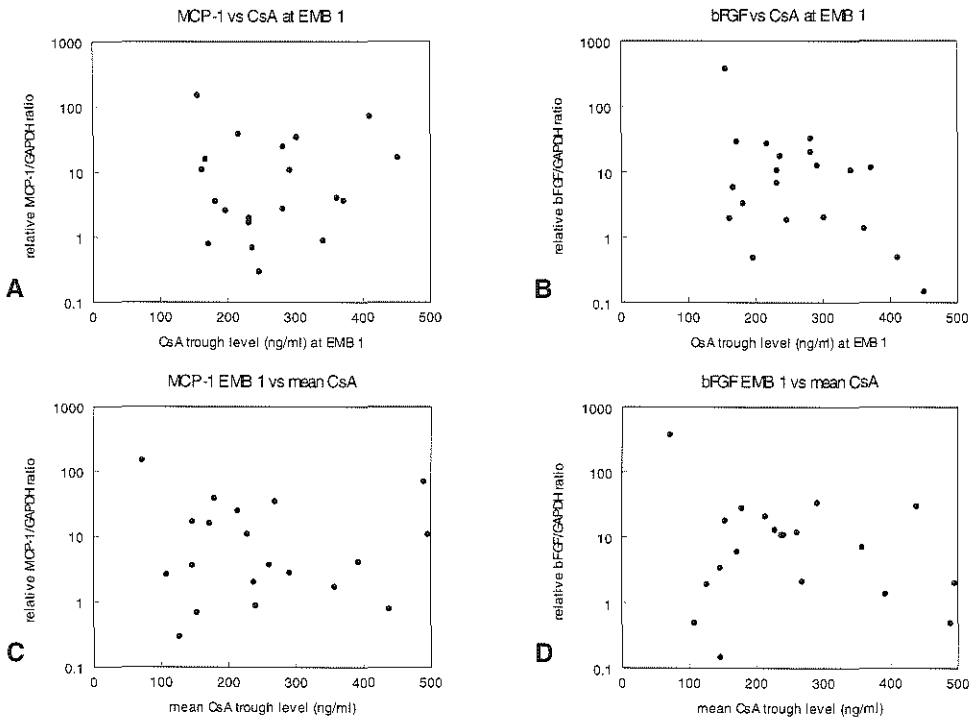 MCP-1 vs CsA at EMB 1
relative MCP-1/GAPDH ratio
1000
100
10
1
0.1
0
100
200
300
400
500
CsA trough level (ng/ml) at EMB 1
A
bFGF vs CsA at EMB 1
relative bFGF/GAPDH ratio
1000
100
10
1
0.1
0
100
200
300
400
500
CsA trough level (ng/ml) at EMB 1
B
MCP-1 EMB 1 vs mean CsA
relative MCP-1/GAPDH ratio
1000
100
10
1
0.1
0
100
200
300
400
500
mean CsA trough level (ng/ml)
C
bFGF EMB 1 vs mean CsA
relative bFGF/GAPDH ratio
1000
100
10
1
0.1
0
100
200
300
400
500
mean CsA trough level (ng/ml)
D